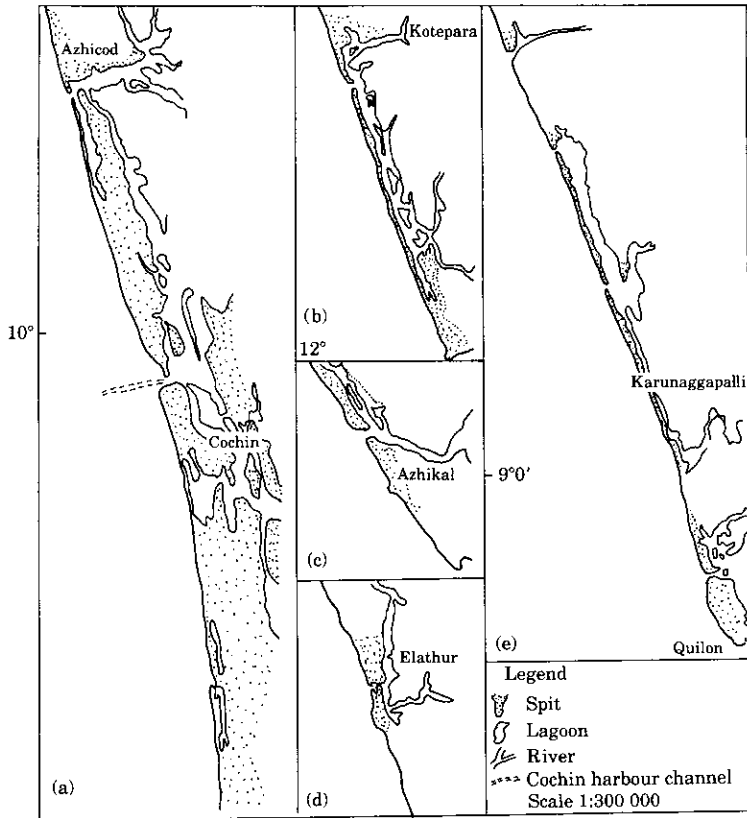 Azhicod
10°
Cochin
(a)
Kotepara
(b)
12°
Azhikal
(c)
Elathur
(d)
Karunaggapalli
9°0′
(e)
Quilon
Legend
Spit
Lagoon
River
Cochin harbour channel
Scale 1:300 000